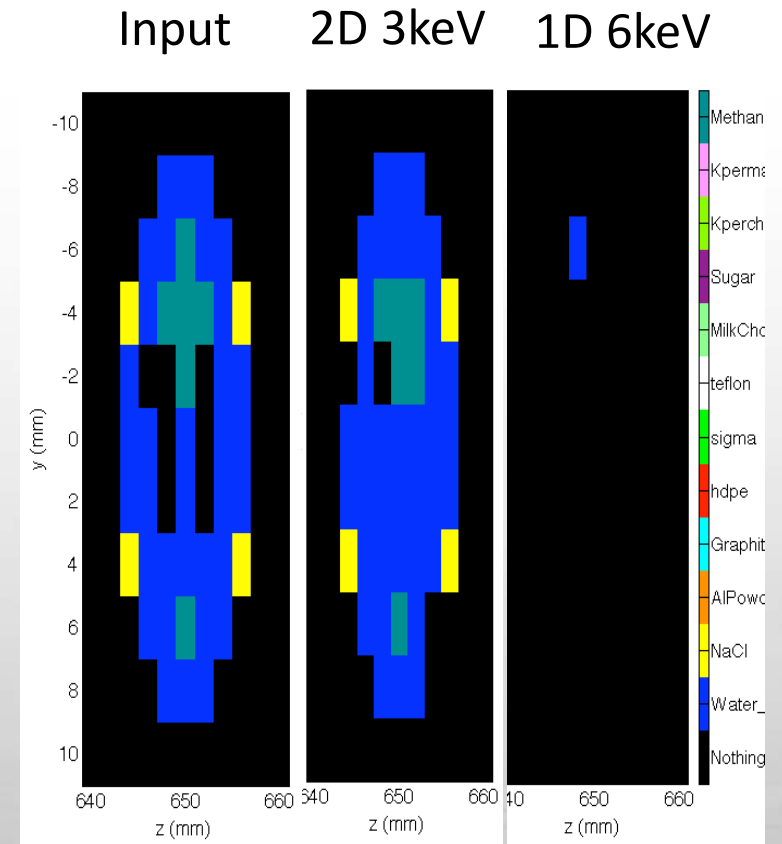 Input 2D 3keV 1D 6keV
-10
-8
-6
-4
-2
0
2
4
6
8
10
y (mm)
640 650 660
z (mm)
640 650 660
z (mm)
40 650 660
z (mm)
Methan
Kperma
Kperch
Sugar
MilkCho
teflon
sigma
hdpe
Graphit
AlPowd
NaCl
Water_
Nothing